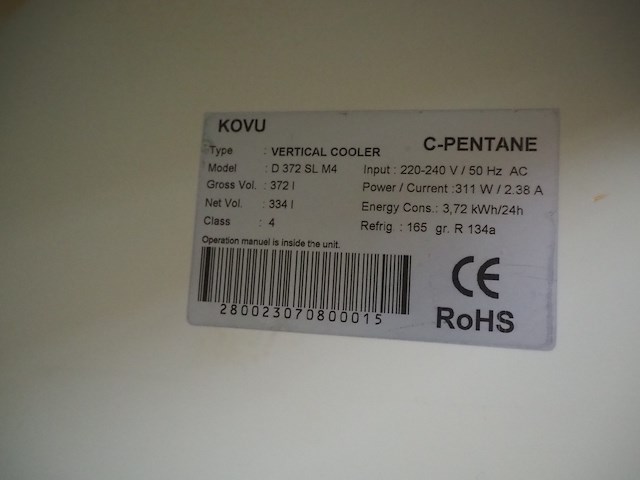 KOVU
C-PENTANE
Type : VERTICAL COOLER
Model : D 372 SL M4
Gross Vol. : 372 l
Net Vol. : 334 l
Class : 4
Input : 220-240 V / 50 Hz AC
Power / Current : 311 W / 2.38 A
Energy Cons.: 3,72 kWh/24h
Refrig : 165 gr. R 134a
Operation manuel is inside the unit.
280023070800015
CE
RoHS